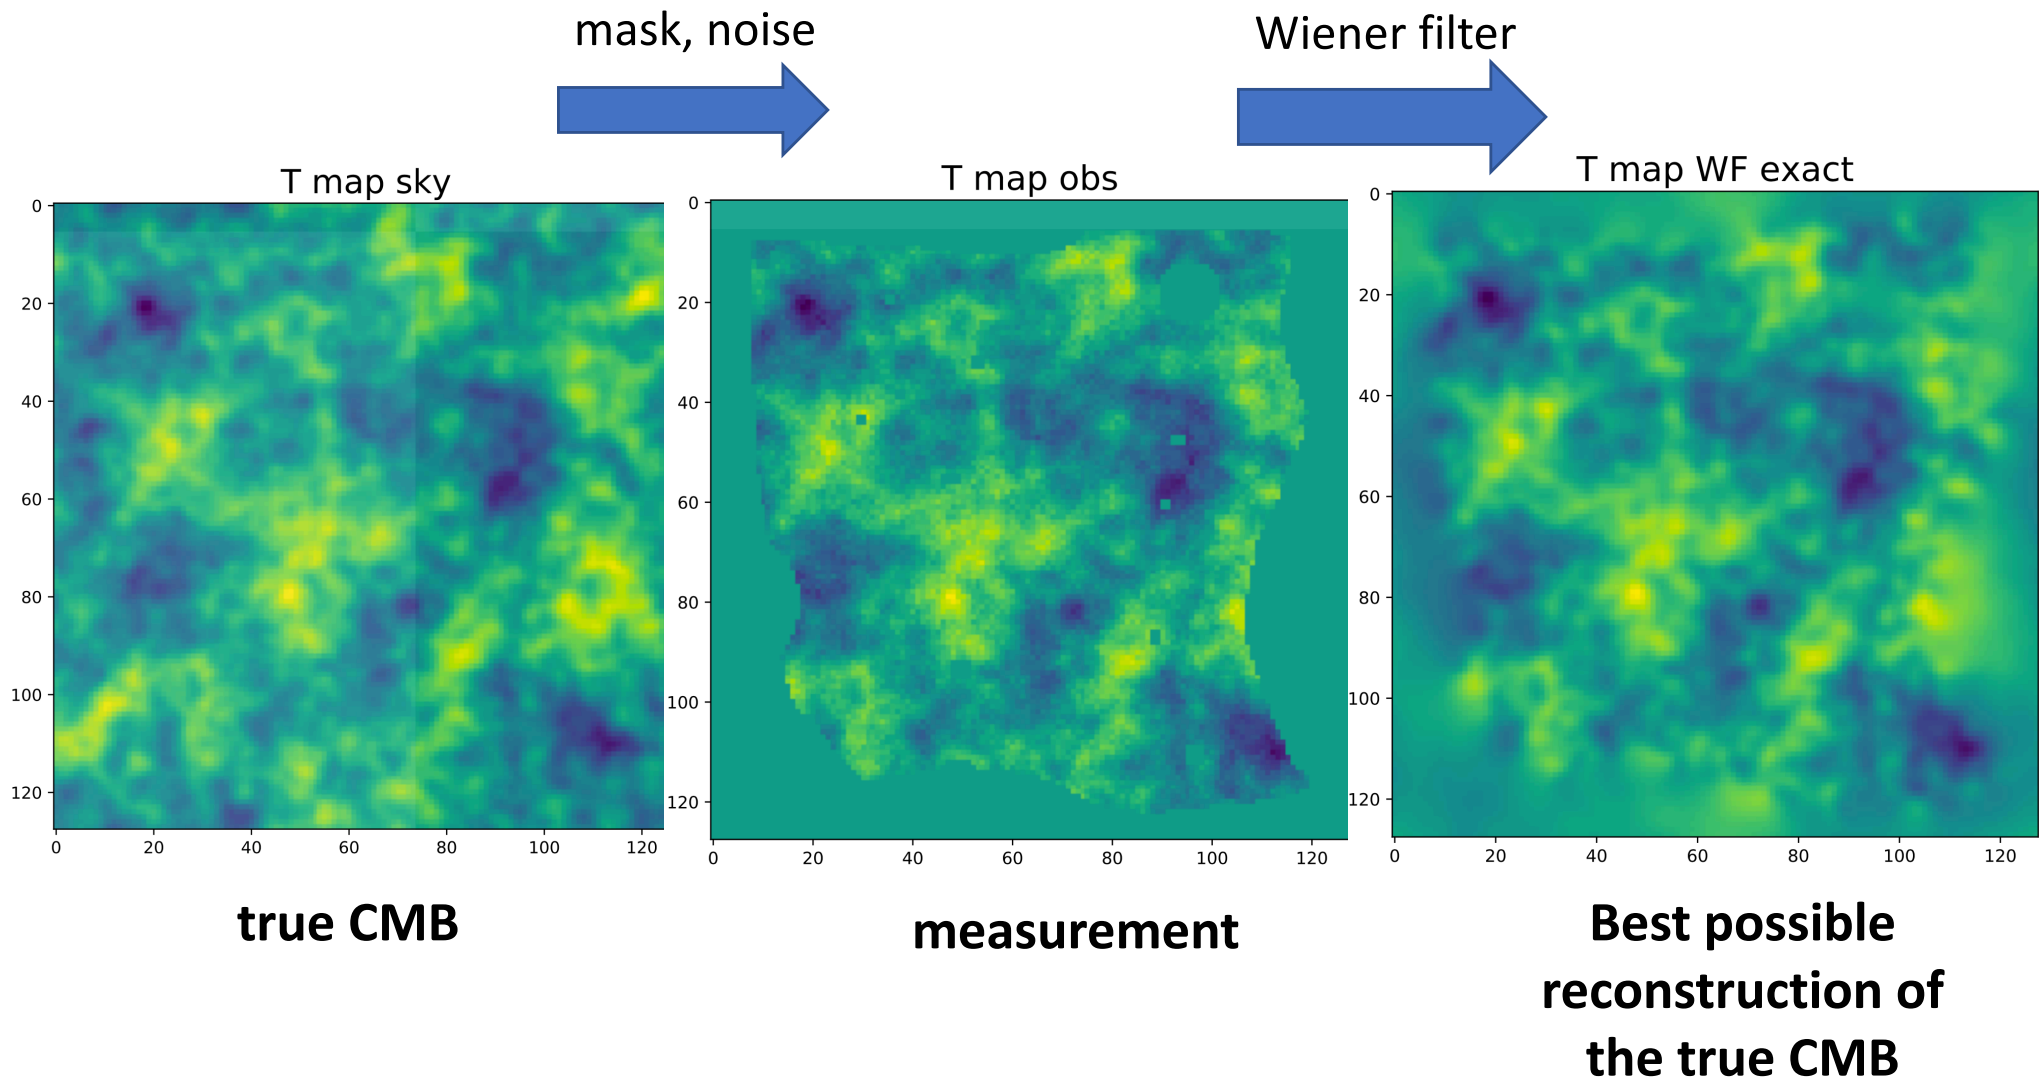 mask, noise
Wiener filter
T map sky
T map obs
T map WF exact
0
20
40
60
80
100
120
0 20 40 60 80 100 120
0
20
40
60
80
100
120
0 20 40 60 80 100 120
0
20
40
60
80
100
120
0 20 40 60 80 100 120
true CMB
measurement
Best possible
reconstruction of
the true CMB